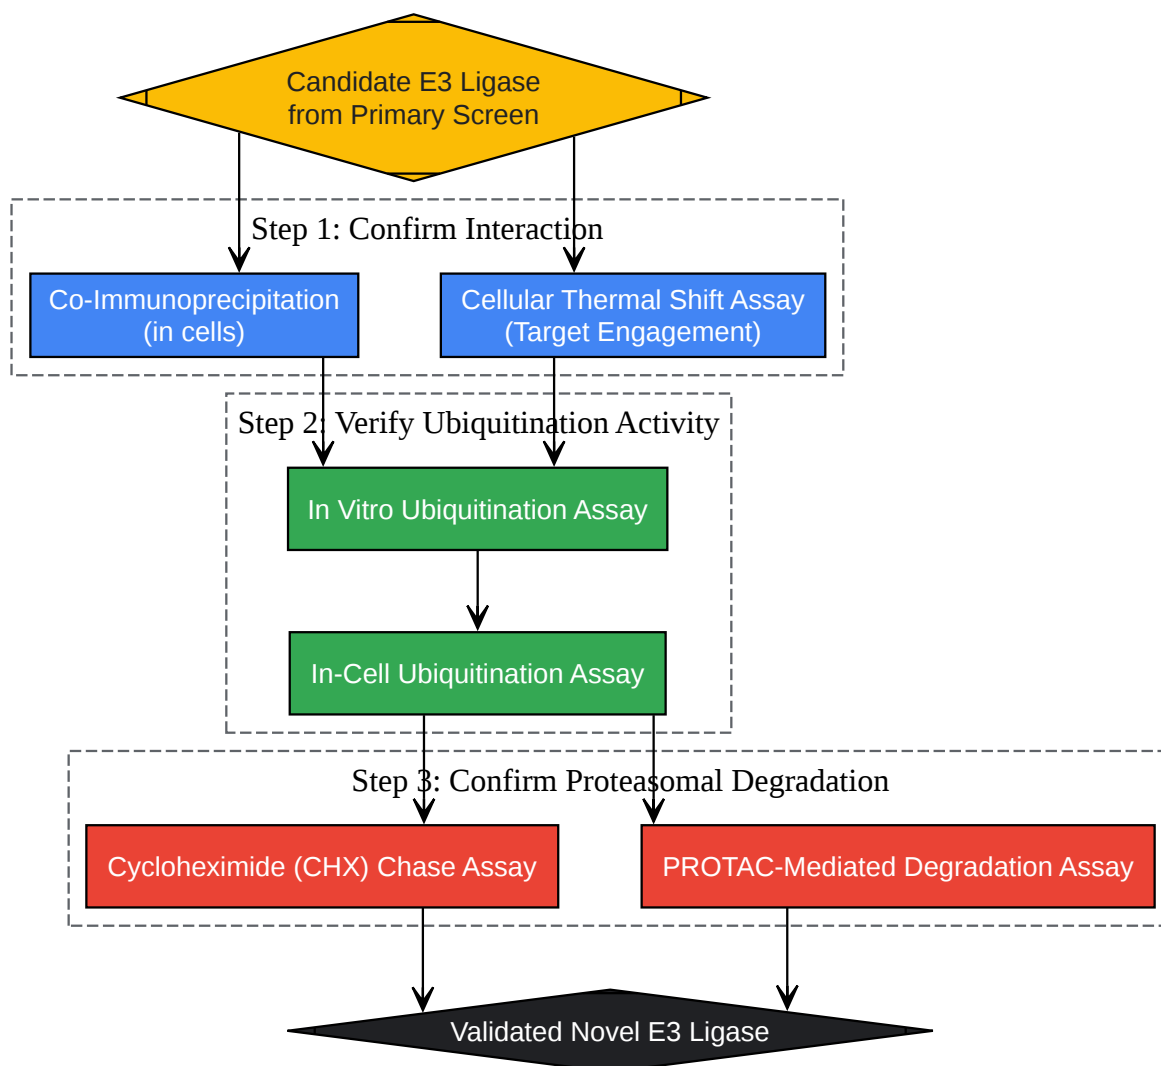 Candidate E3 Ligase
from Primary Screen
Step 1: Confirm Interaction
Co-Immunoprecipitation
(in cells)
Cellular Thermal Shift Assay
(Target Engagement)
Step 2: Verify Ubiquitination Activity
In Vitro Ubiquitination Assay
In-Cell Ubiquitination Assay
Step 3: Confirm Proteasomal Degradation
Cycloheximide (CHX) Chase Assay
PROTAC-Mediated Degradation Assay
Validated Novel E3 Ligase